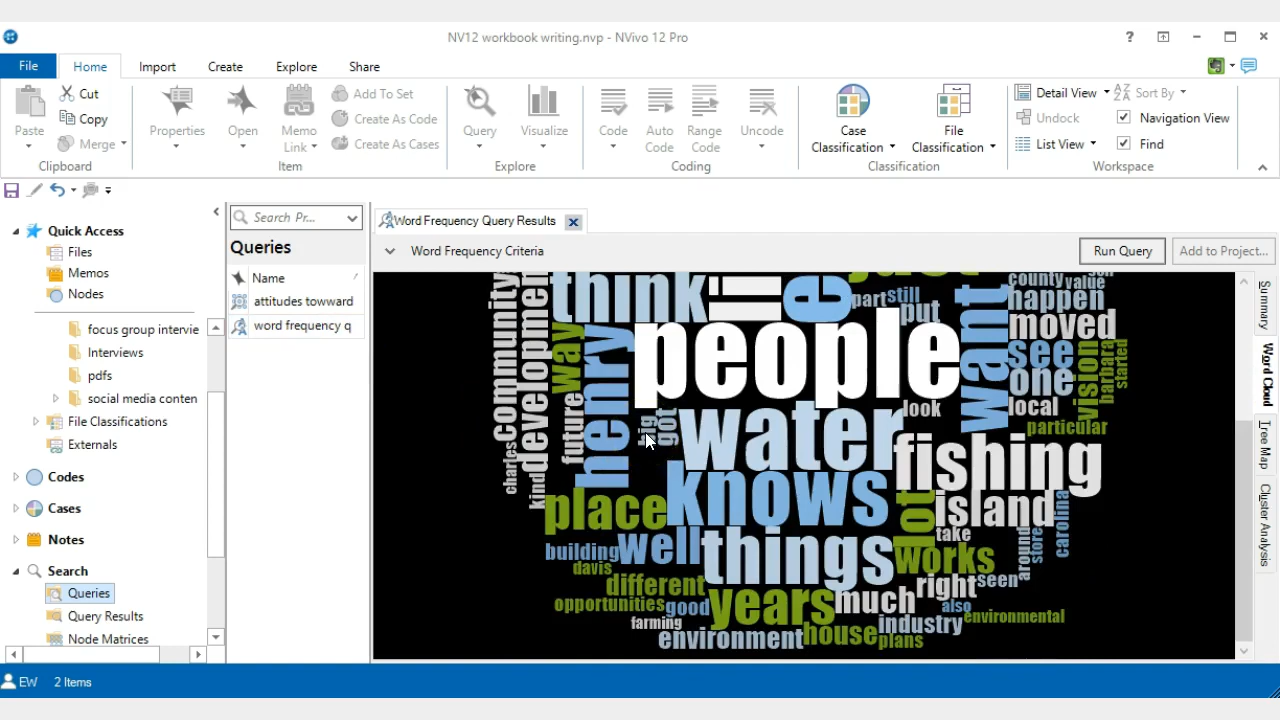 NV12 workbook writing.nvp - NVivo 12 Pro
?
File Home Import Create Explore Share
Paste
Cut
Copy
Merge
Clipboard
Properties
Open
Memo Link
Add To Set
Create As Code
Create As Cases
Item
Query
Visualize
Explore
Code
Auto Code
Range Code
Uncode
Coding
Case Classification
File Classification
Classification
Detail View
Sort By
Undock
Navigation View
List View
Find
Workspace
Quick Access
Files
Memos
Nodes
focus group intervie
Interviews
pdfs
social media conten
File Classifications
Externals
Codes
Cases
Notes
Search
Queries
Query Results
Node Matrices
Search Pr...
Queries
Name
attitudes towward
word frequency q
Word Frequency Query Results
Word Frequency Criteria
Run Query
Add to Project...
community
development
think
e
part
still
put
county
value
happen
moved
want
see
one
local
vision
barbara
started
particular
people
way
henry
future
charles
kind
big
got
water
look
fishing
knows
place
lot
island
take
around
store
carolina
building
well
things
works
davis
different
right
seen
opportunities
good
years
much
also
environmental
farming
environment
house
industry
plans
Summary
Word Cloud
Tree Map
Cluster Analysis
EW 2 Items